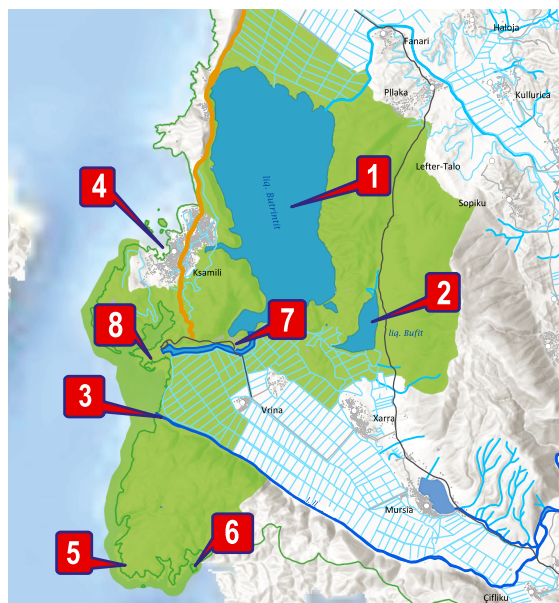 Fanari
Haloja
Pllaka
Kullurica
Lefter-Talo
Sopiku
liq. Butrintit
1
4
Ksamili
2
liq. Bufit
7
8
3
Vrina
Xarra
Mursia
5
6
Çifliku